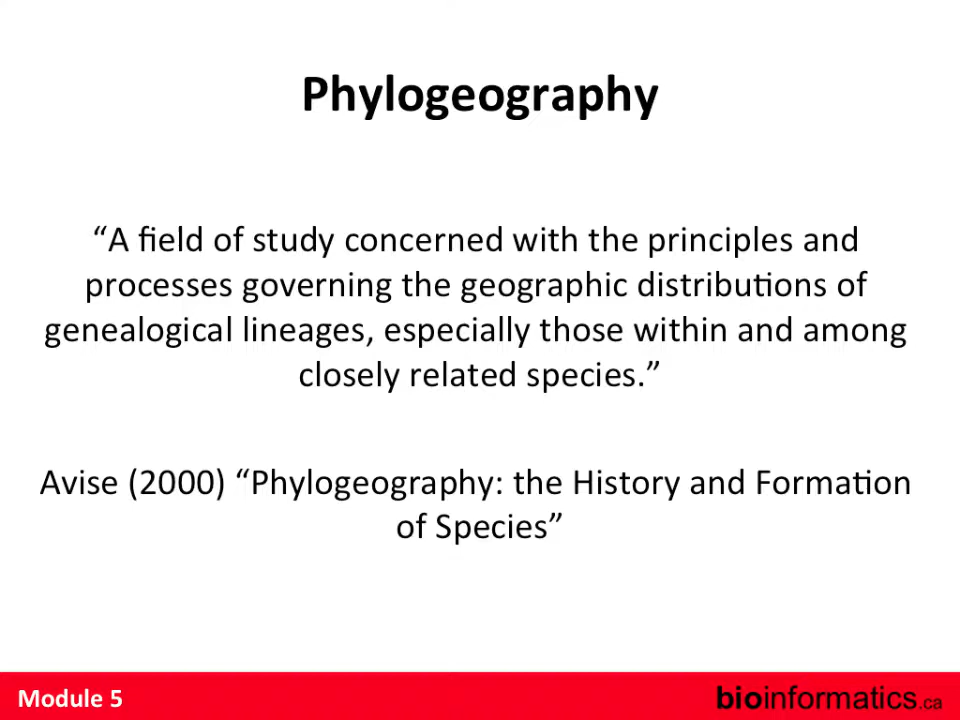 Phylogeography
“A field of study concerned with the principles and
processes governing the geographic distributions of
genealogical lineages, especially those within and among
closely related species.”
Avise (2000) “Phylogeography: the History and Formation
of Species”
Module 5
bioinformatics.ca